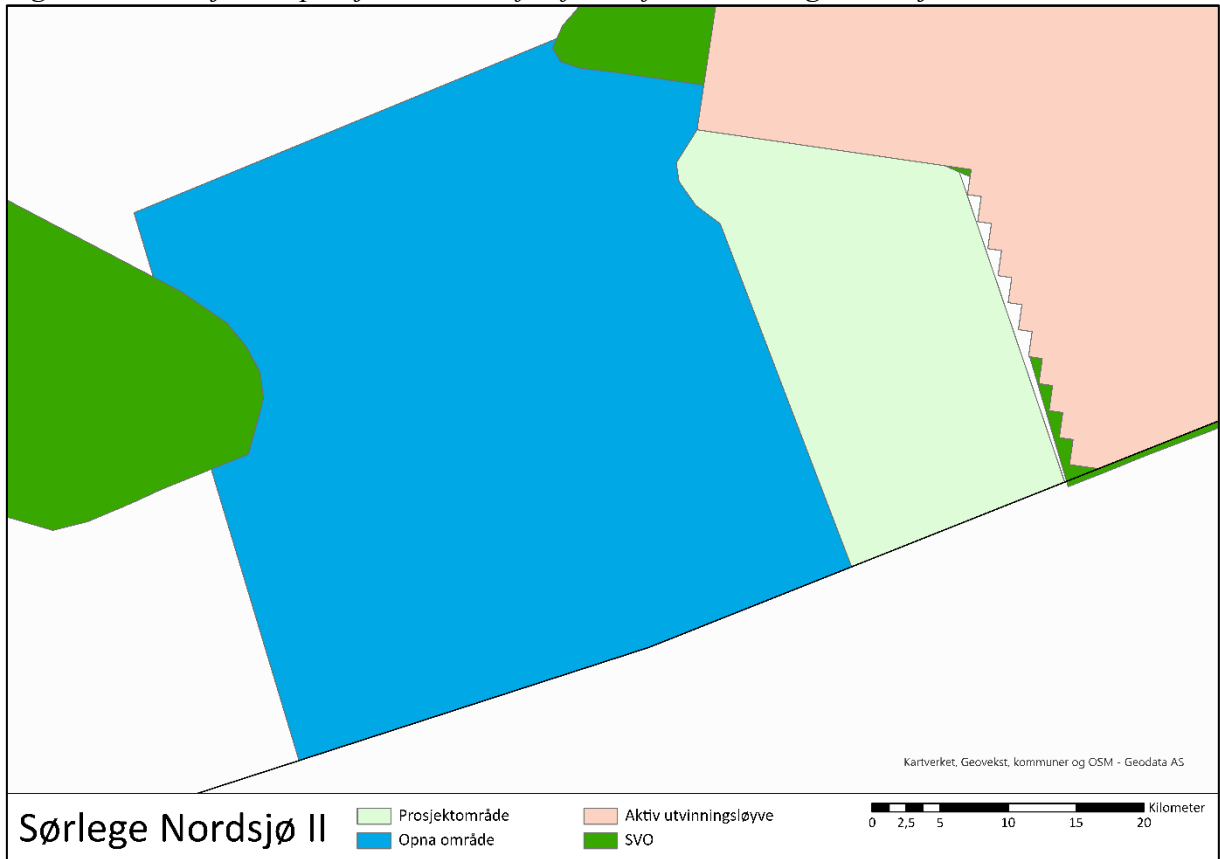 Kartverket, Geovekst, kommuner og OSM - Geodata AS
Sørlege Nordsjø II
Prosjektområde
Opna område
Aktiv utvinningsløyve
SVO
Kilometer
0 2,5 5 10 15 20